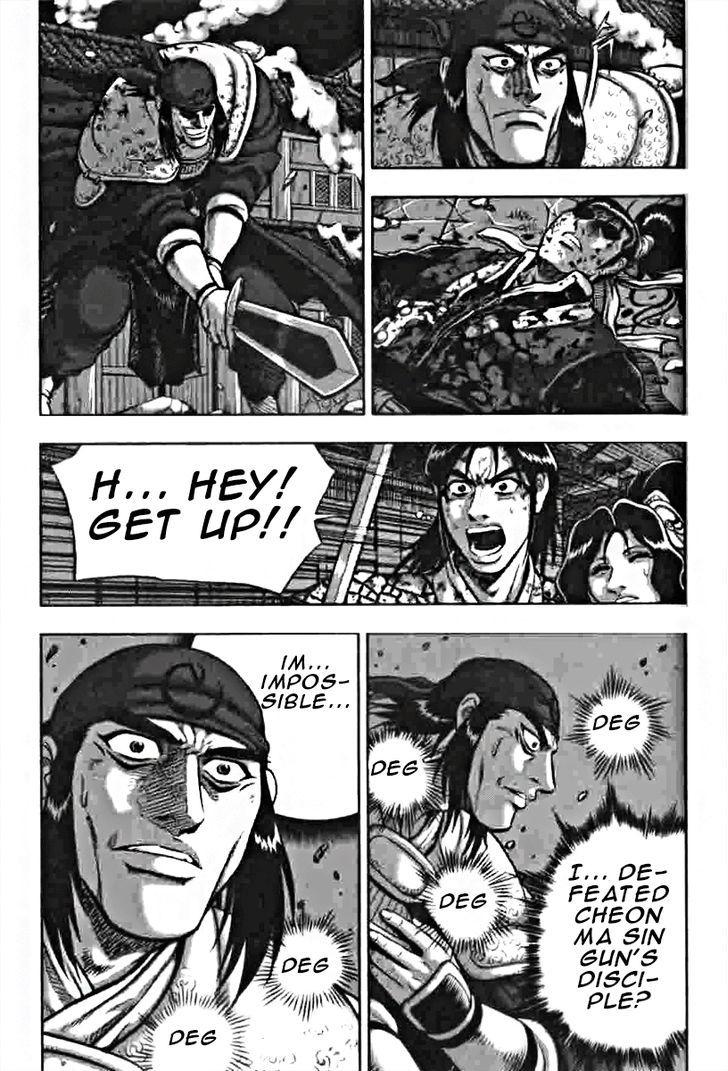 H... HEY!
GET UP!!
IM...
IMPOS-
SIBLE...
DEG
DEG
DEG
DEG
DEG
I... DE-
FEATED
CHEON
MA SIN
GUN'S
DISCI-
PLE?